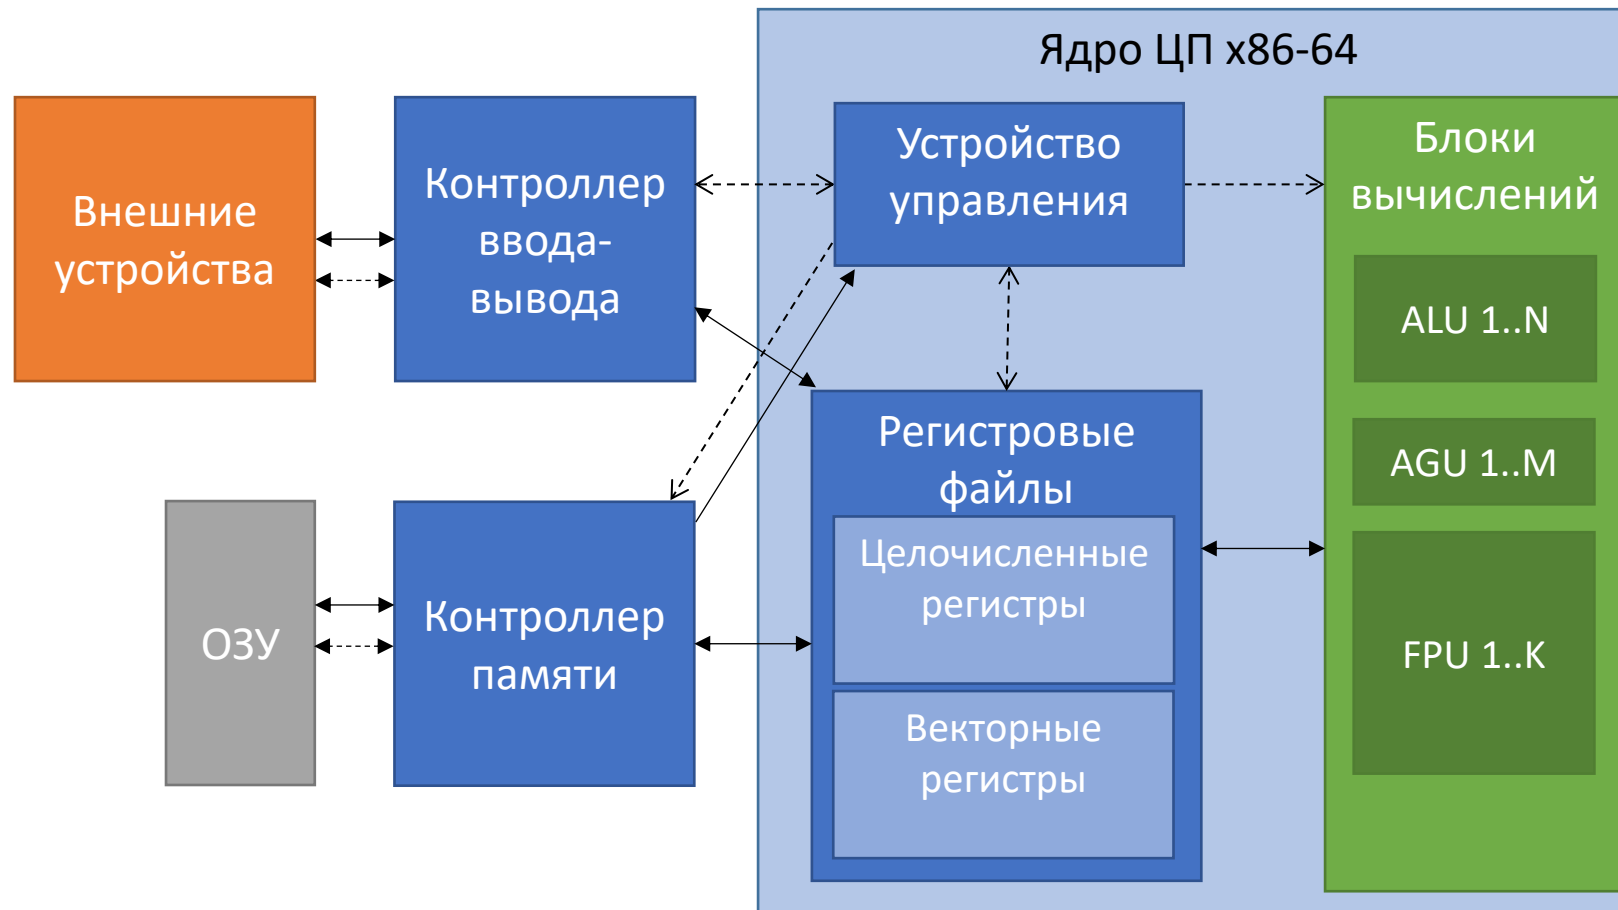 Ядро ЦП x86-64
Внешние
устройства
Контроллер
ввода-
вывода
Устройство
управления
Блоки
вычислений
ALU 1..N
AGU 1..M
FPU 1..K
Регистровые
файлы
Целочисленные
регистры
Векторные
регистры
ОЗУ
Контроллер
памяти